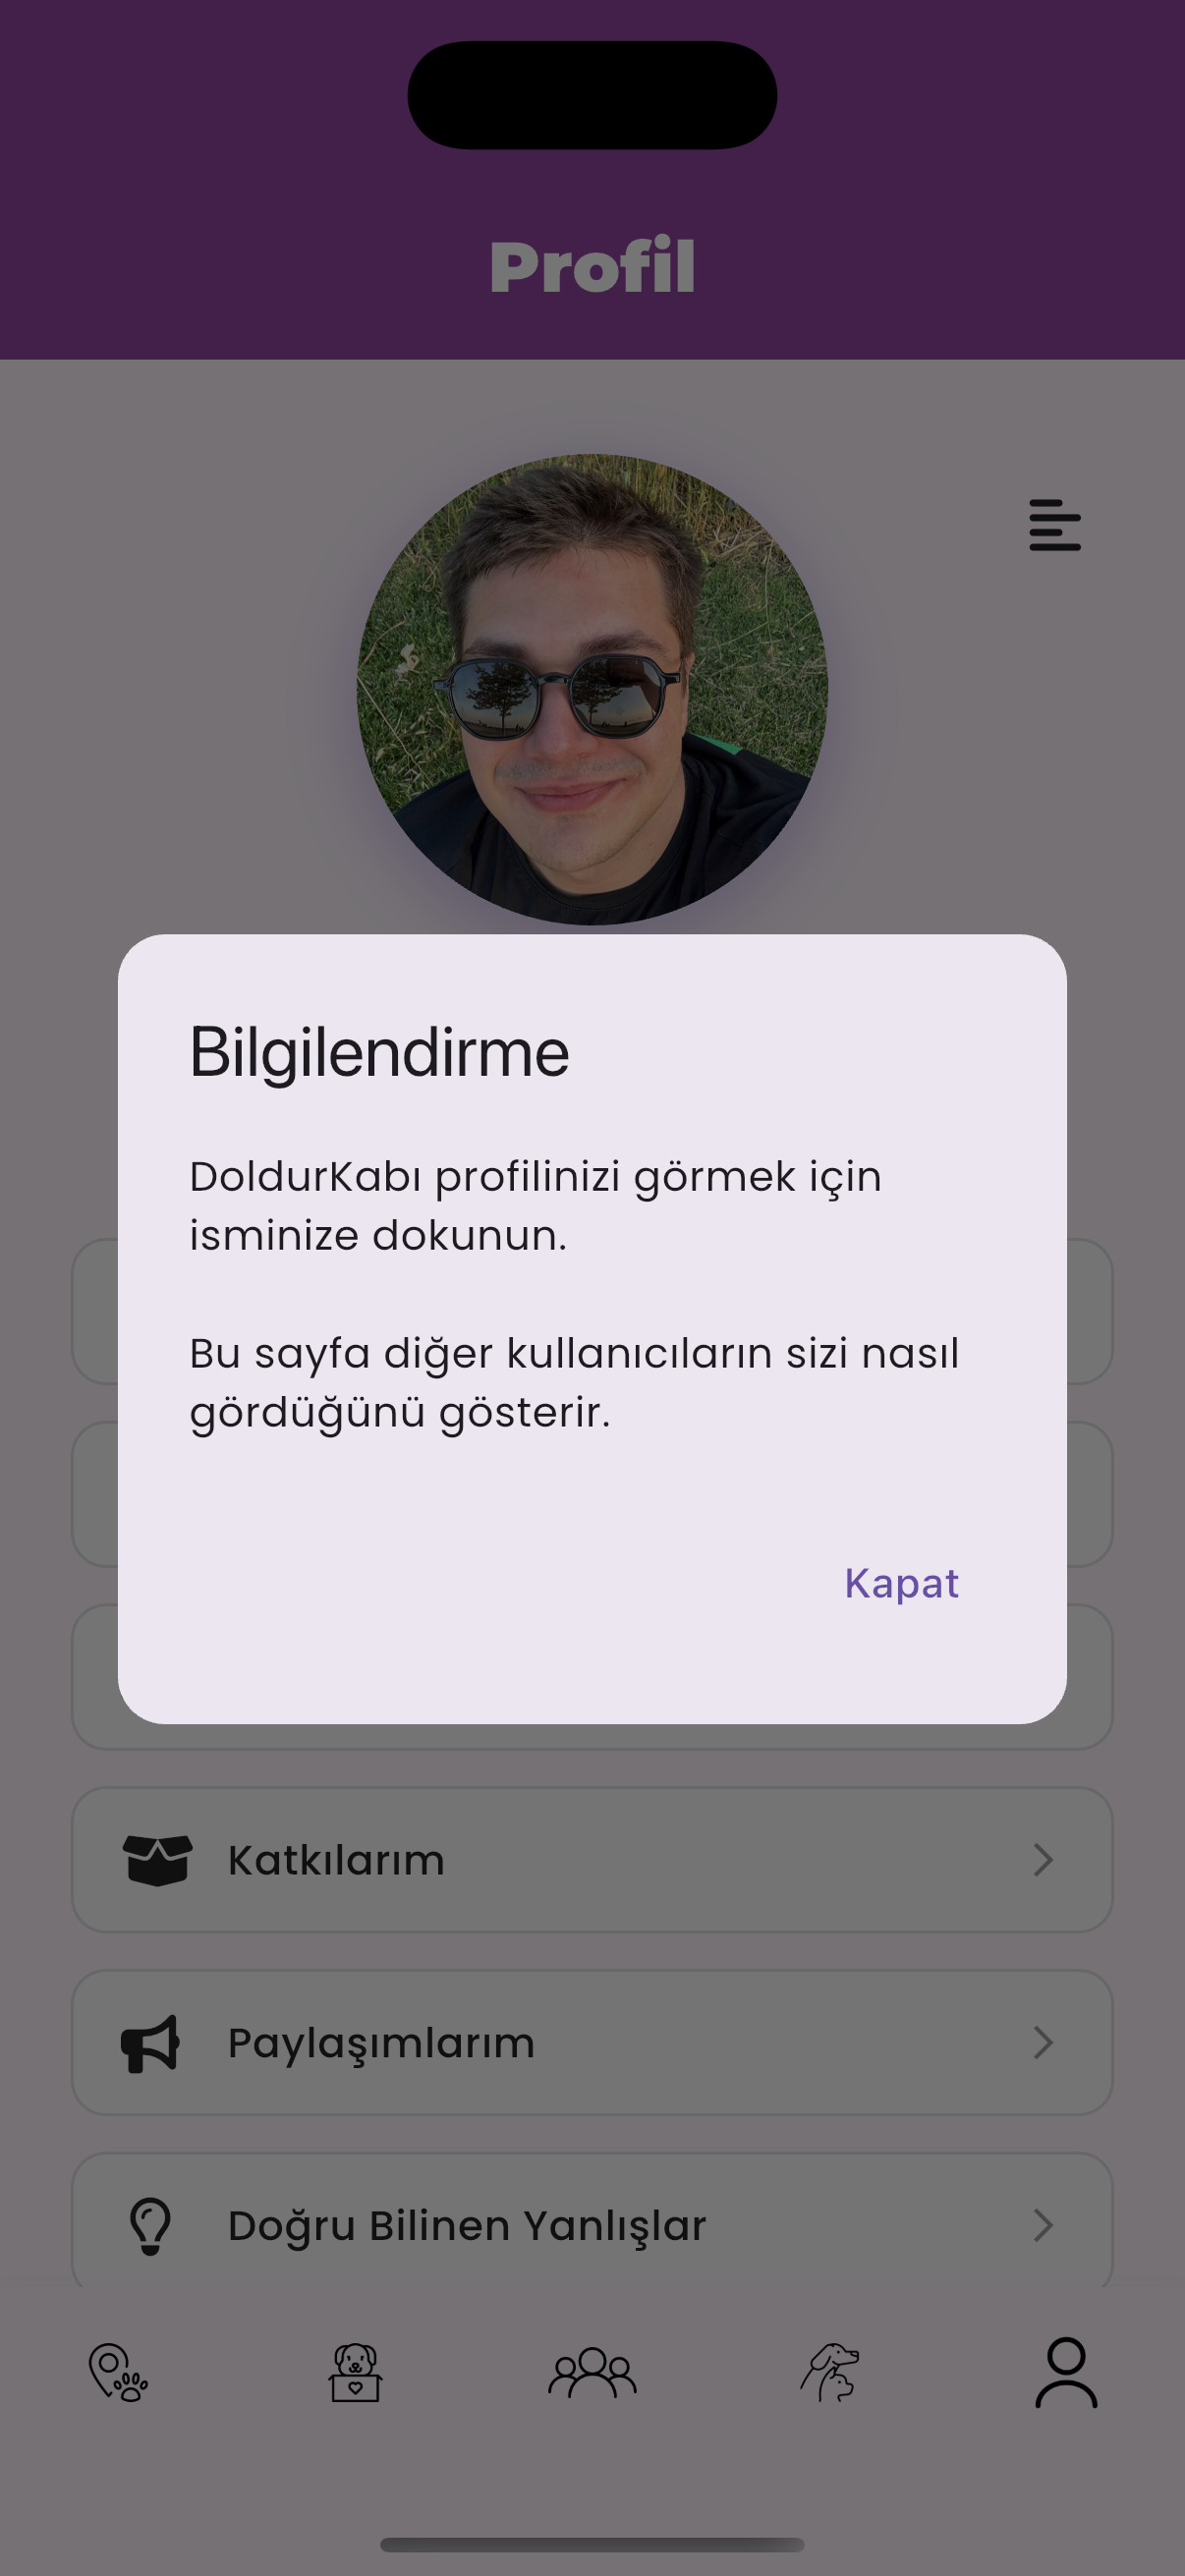 Profil
Bilgilendirme
DoldurKabı profilinizi görmek için
isminize dokunun.
Bu sayfa diğer kullanıcıların sizi nasıl
gördüğünü gösterir.
Kapat
Katkılarım
Paylaşımlarım
Doğru Bilinen Yanlışlar